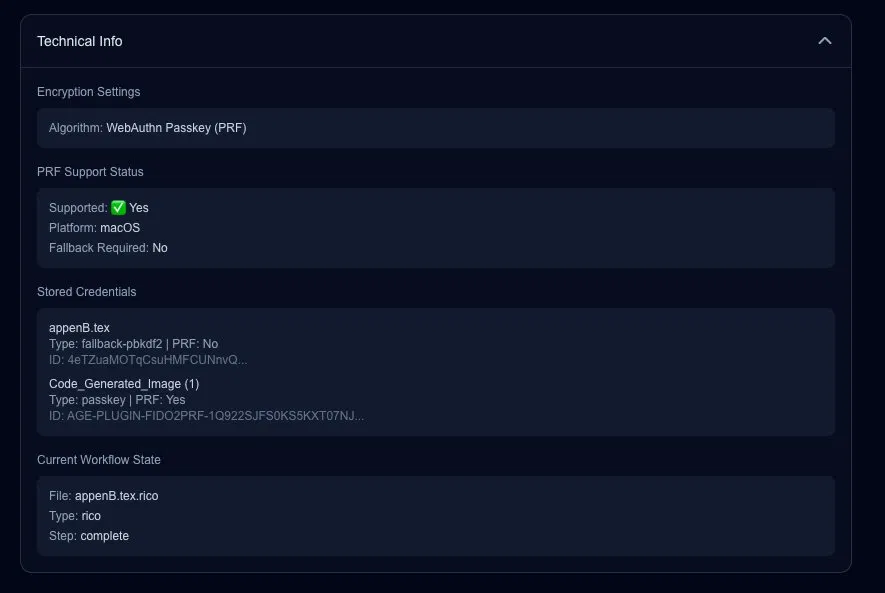 Technical Info
Encryption Settings
Algorithm: WebAuthn Passkey (PRF)
PRF Support Status
Supported: ✅ Yes
Platform: macOS
Fallback Required: No
Stored Credentials
appenB.tex
Type: fallback-pbkdf2 | PRF: No
ID: 4eTZuaMOTqCsuHMFCUNnvQ...
Code_Generated_Image (1)
Type: passkey | PRF: Yes
ID: AGE-PLUGIN-FIDO2PRF-1Q922SJFS0KS5KXT07NJ...
Current Workflow State
File: appenB.tex.rico
Type: rico
Step: complete